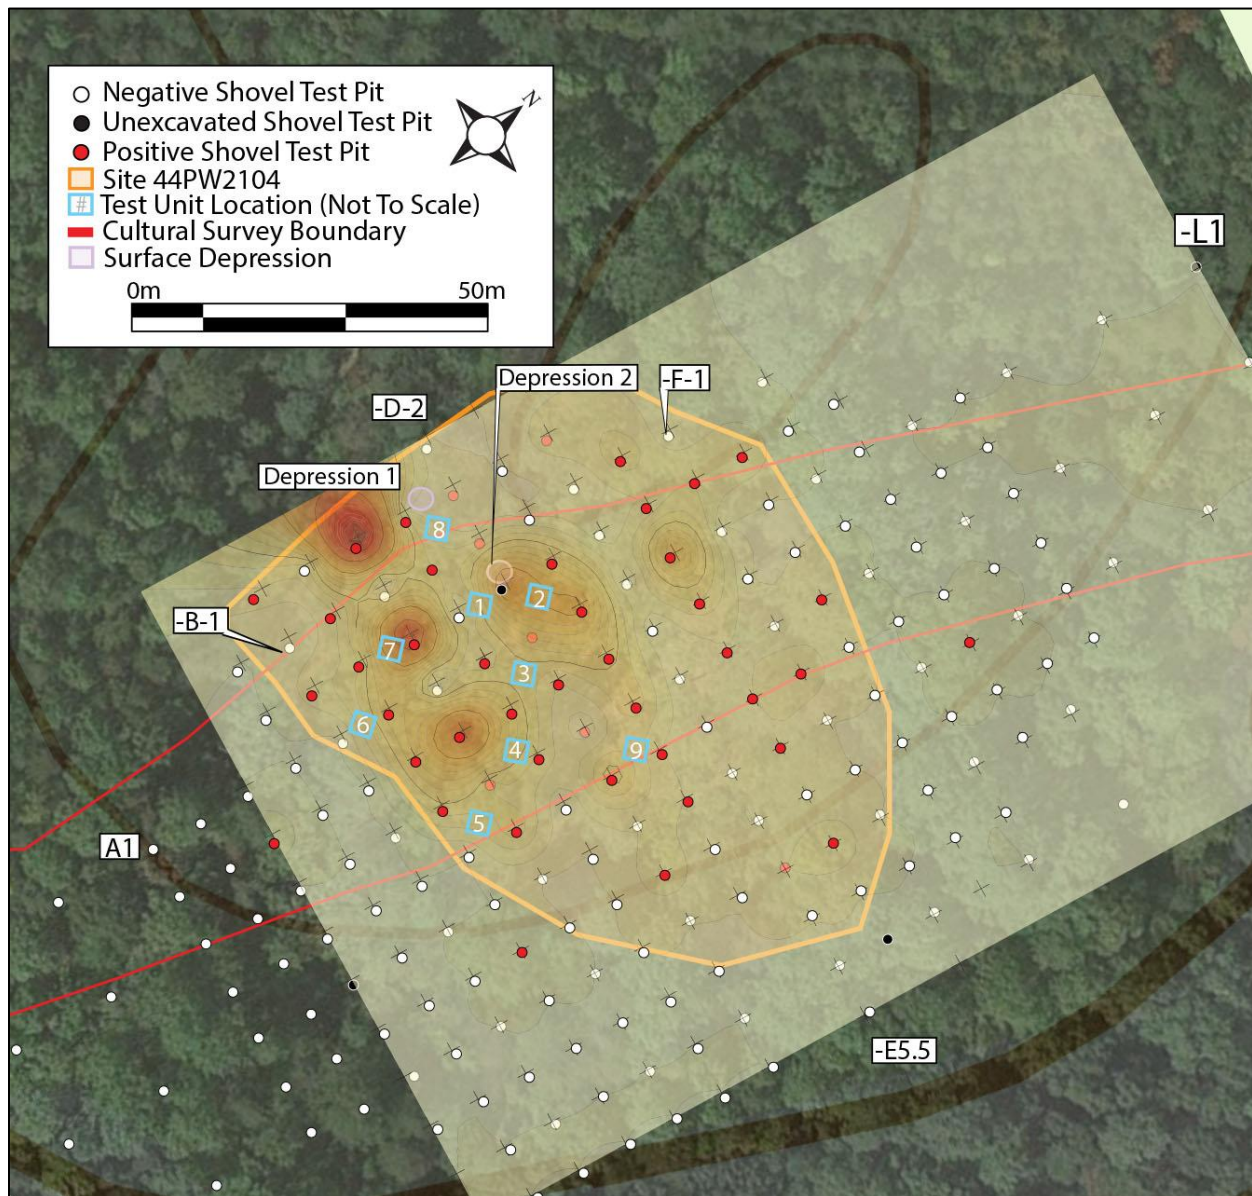 Negative Shovel Test Pit
Unexcavated Shovel Test Pit
Positive Shovel Test Pit
Site 44PW2104
# Test Unit Location (Not To Scale)
Cultural Survey Boundary
Surface Depression
0m 50m
N
-L1
Depression 2
-F-1
-D-2
Depression 1
8
1
2
-B-1
7
3
6
4
9
5
A1
-E5.5